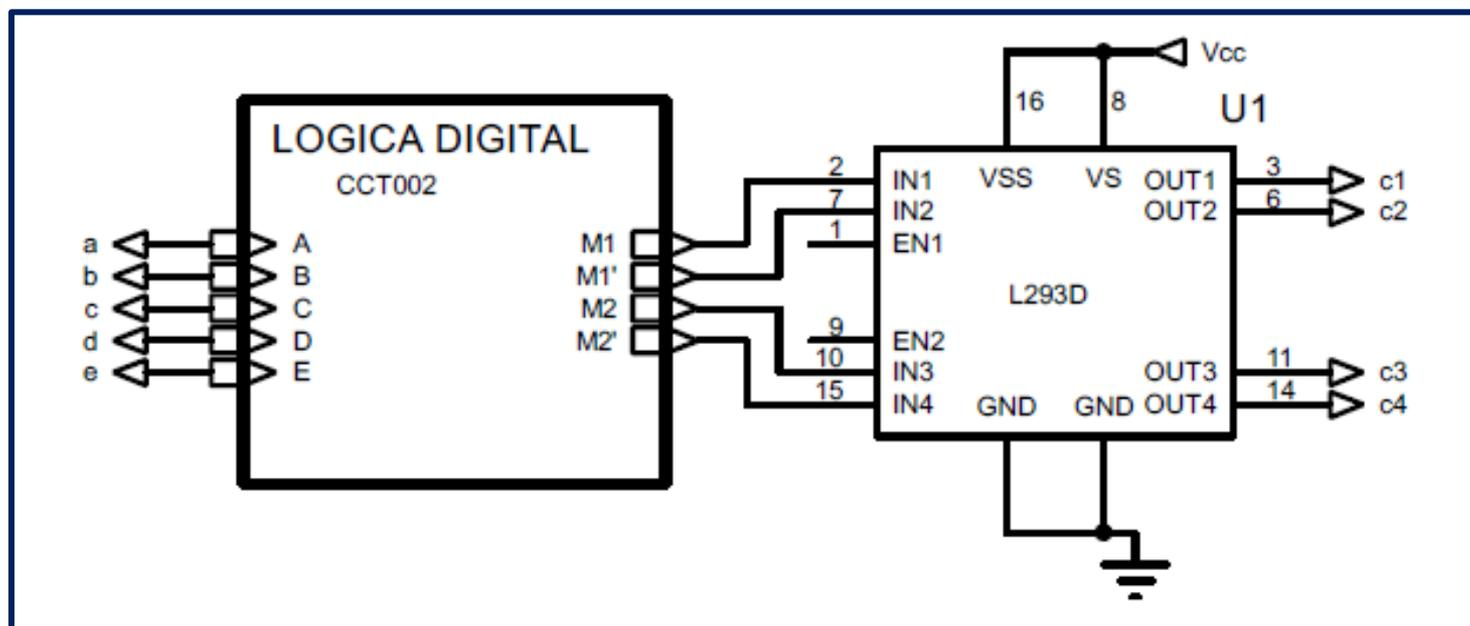 LOGICA DIGITAL
CCT002
a A
b B
c C
d D
e E
M1
M1'
M2
M2'
Vcc
16 8
U1
VSS VS
2 IN1
7 IN2
1 EN1
L293D
9 EN2
10 IN3
15 IN4
GND GND
OUT1 3 c1
OUT2 6 c2
OUT3 11 c3
OUT4 14 c4